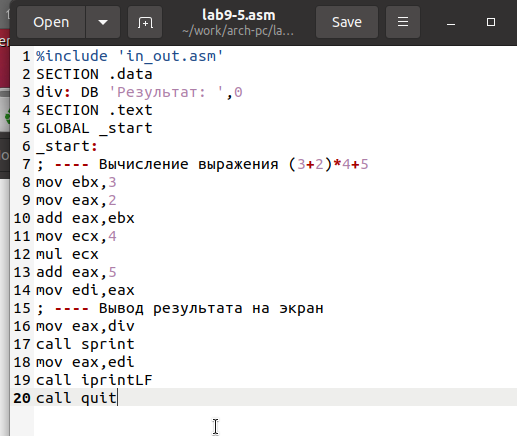 Open
lab9-5.asm
~/work/arch-pc/la...
Save
1 %include 'in_out.asm'
2 SECTION .data
3 div: DB 'Результат: ',0
4 SECTION .text
5 GLOBAL _start
6 _start:
7 ; ---- Вычисление выражения (3+2)*4+5
8 mov ebx,3
9 mov eax,2
10 add eax,ebx
11 mov ecx,4
12 mul ecx
13 add eax,5
14 mov edi,eax
15 ; ---- Вывод результата на экран
16 mov eax,div
17 call sprint
18 mov eax,edi
19 call iprintLF
20 call quit